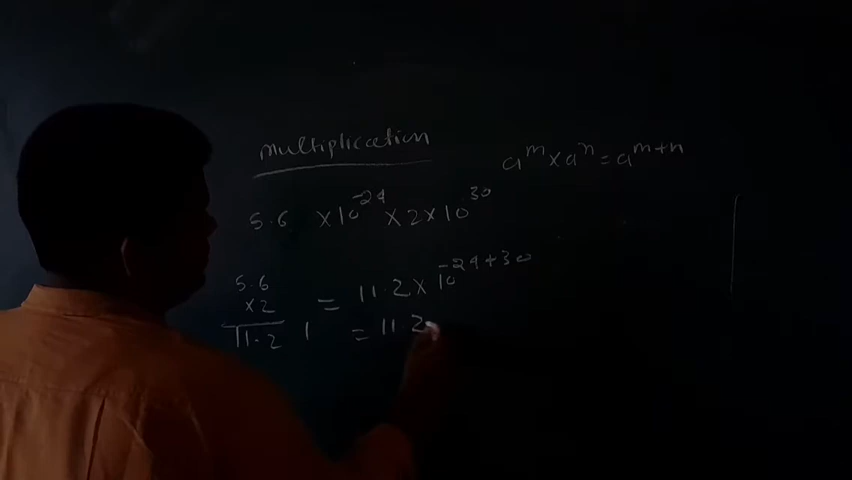 multiplication
a^m × a^n = a^m+n
5.6 × 10^-24 × 2 × 10^30
5.6
×2
11.2
= 11.2 × 10^-24+30
= 11.2